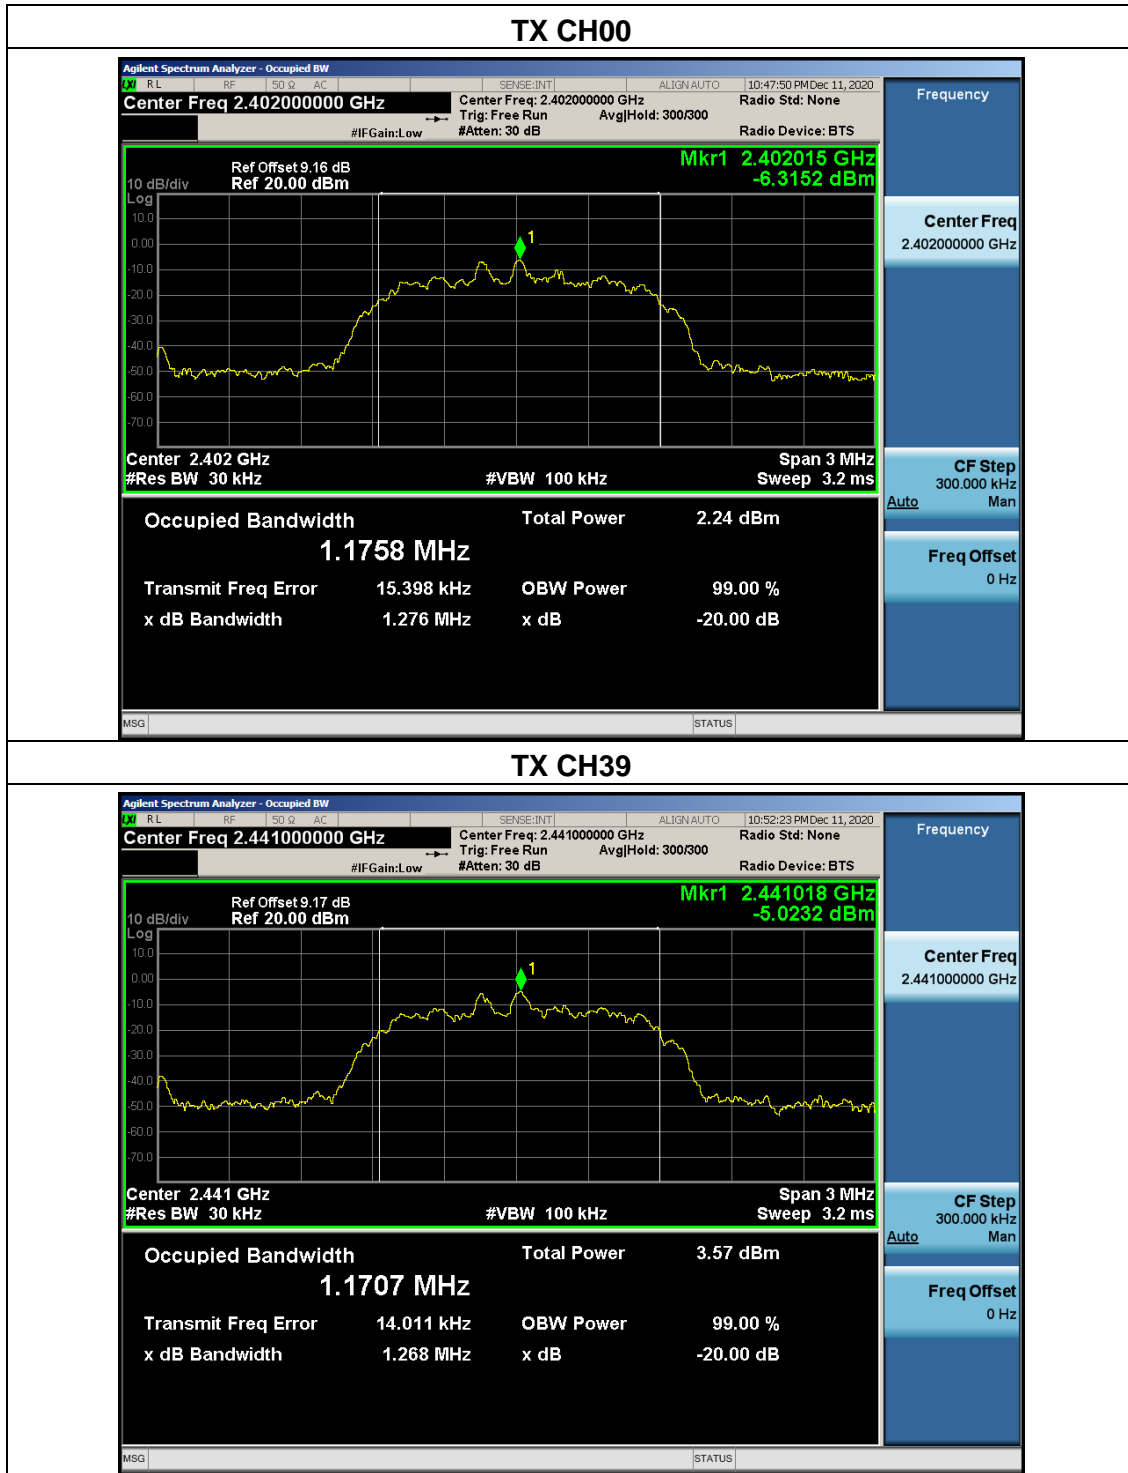 TX CH00
Agilent Spectrum Analyzer - Occupied BW
LXI RL RF 50 Ω AC SENSE:INT ALIGN AUTO 10:47:50 PM Dec 11, 2020
Center Freq 2.402000000 GHz
Center Freq: 2.402000000 GHz Radio Std: None
Trig: Free Run Avg|Hold: 300/300
#IFGain:Low #Atten: 30 dB Radio Device: BTS
Frequency
Mkr1 2.402015 GHz
-6.3152 dBm
Ref Offset 9.16 dB
10 dB/div Ref 20.00 dBm
Log
10.0
0.00
-10.0
-20.0
-30.0
-40.0
-50.0
-60.0
-70.0
1
Center Freq
2.402000000 GHz
Center 2.402 GHz Span 3 MHz
#Res BW 30 kHz #VBW 100 kHz Sweep 3.2 ms
CF Step
300.000 kHz
Auto Man
Occupied Bandwidth Total Power 2.24 dBm
1.1758 MHz
Transmit Freq Error 15.398 kHz OBW Power 99.00 %
x dB Bandwidth 1.276 MHz x dB -20.00 dB
Freq Offset
0 Hz
MSG STATUS
TX CH39
Agilent Spectrum Analyzer - Occupied BW
LXI RL RF 50 Ω AC SENSE:INT ALIGN AUTO 10:52:23 PM Dec 11, 2020
Center Freq 2.441000000 GHz
Center Freq: 2.441000000 GHz Radio Std: None
Trig: Free Run Avg|Hold: 300/300
#IFGain:Low #Atten: 30 dB Radio Device: BTS
Frequency
Mkr1 2.441018 GHz
-5.0232 dBm
Ref Offset 9.17 dB
10 dB/div Ref 20.00 dBm
Log
10.0
0.00
-10.0
-20.0
-30.0
-40.0
-50.0
-60.0
-70.0
1
Center Freq
2.441000000 GHz
Center 2.441 GHz Span 3 MHz
#Res BW 30 kHz #VBW 100 kHz Sweep 3.2 ms
CF Step
300.000 kHz
Auto Man
Occupied Bandwidth Total Power 3.57 dBm
1.1707 MHz
Transmit Freq Error 14.011 kHz OBW Power 99.00 %
x dB Bandwidth 1.268 MHz x dB -20.00 dB
Freq Offset
0 Hz
MSG STATUS